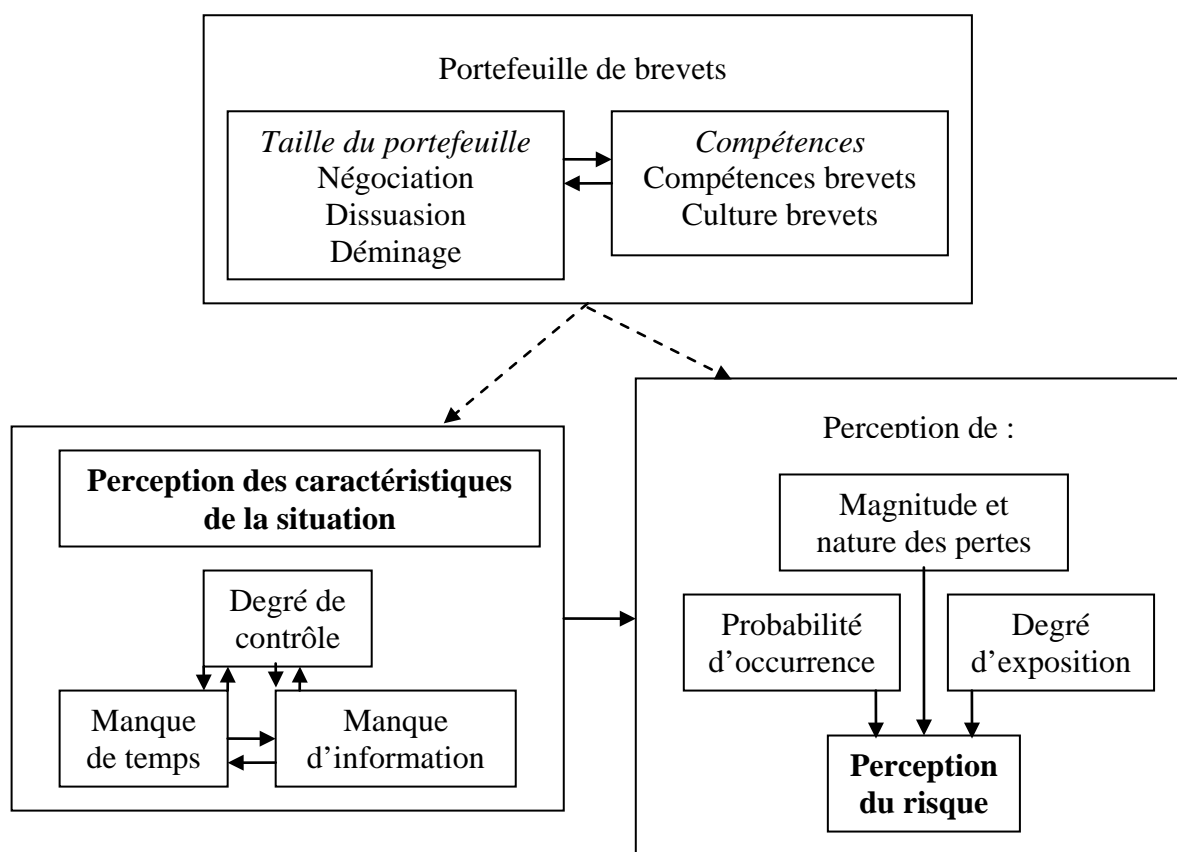 Portefeuille de brevets
Taille du portefeuille
Négociation
Dissuasion
Déminage
Compétences
Compétences brevets
Culture brevets
Perception des caractéristiques
de la situation
Degré de
contrôle
Manque
de temps
Manque
d’information
Perception de :
Magnitude et
nature des pertes
Probabilité
d’occurrence
Degré
d’exposition
Perception
du risque